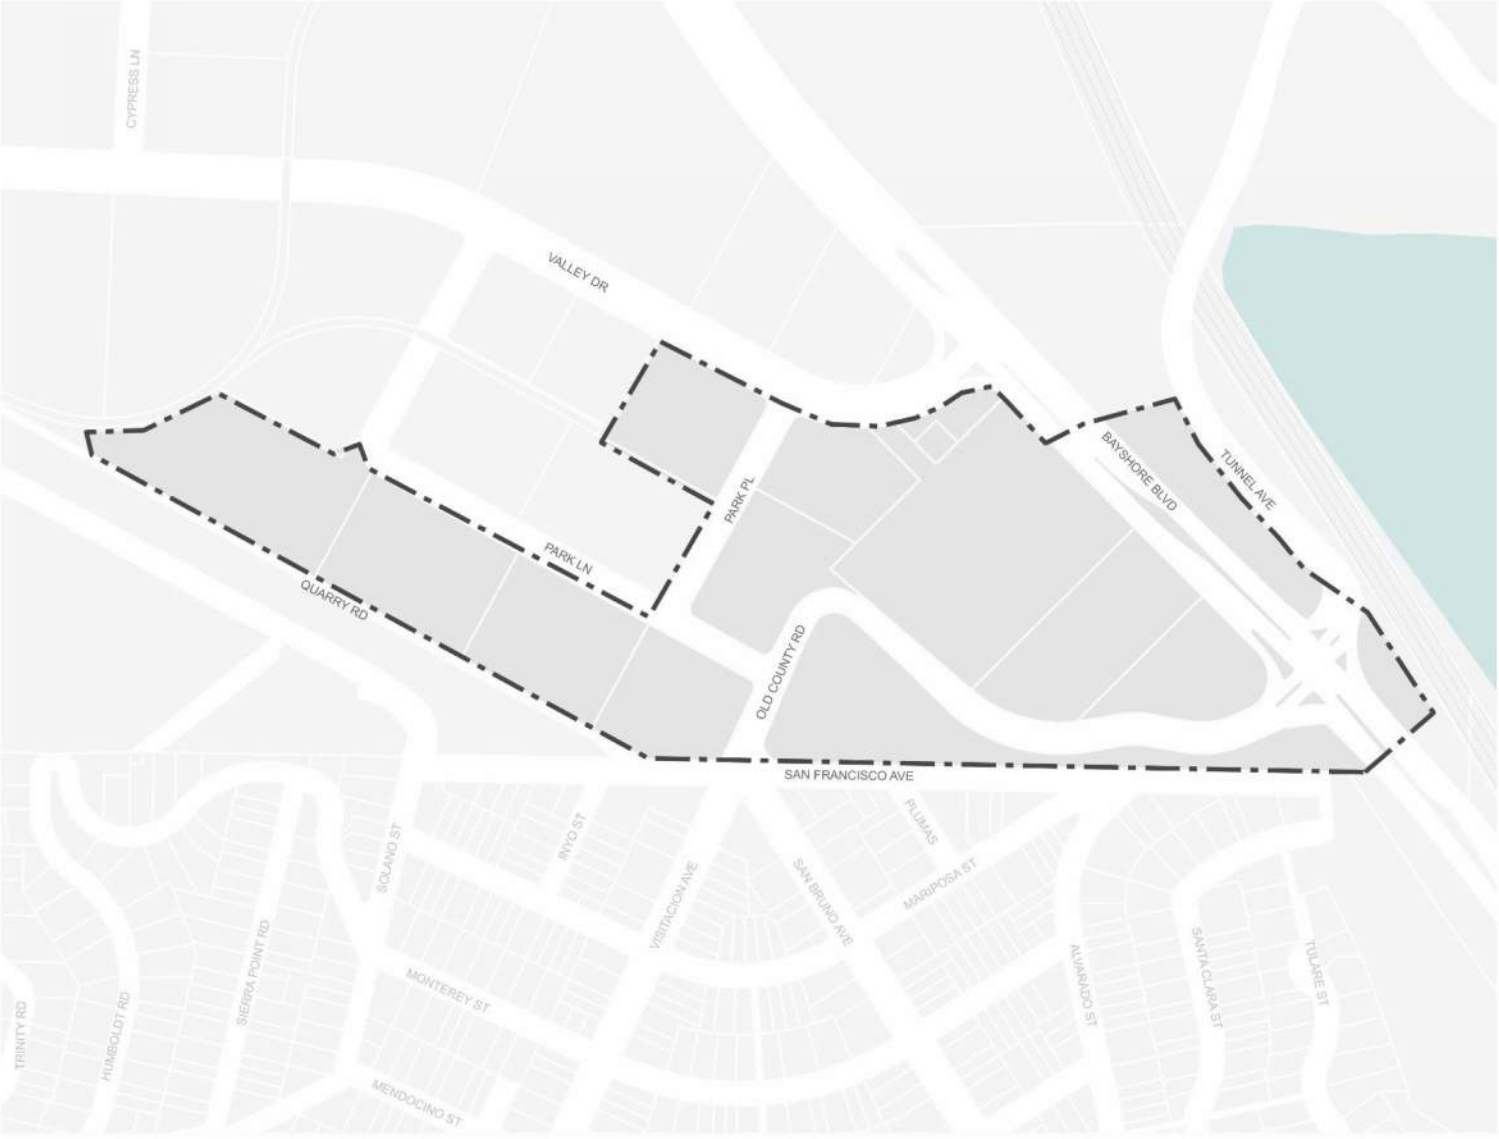 CYPRESS LN
VALLEY DR
BAYSHORE BLVD
TUNNEL AVE
PARK PL
PARK LN
QUARRY RD
OLD COUNTY RD
SAN FRANCISCO AVE
INYO ST
PLUMAS
SOLANO ST
VISITACION AVE
SAN BRUNO AVE
MARIPOSA ST
SIERRA POINT RD
MONTEREY ST
ALVARADO ST
SANTA CLARA ST
TULARE ST
TRINITY RD
HUMBOLDT RD
MENDOCINO ST